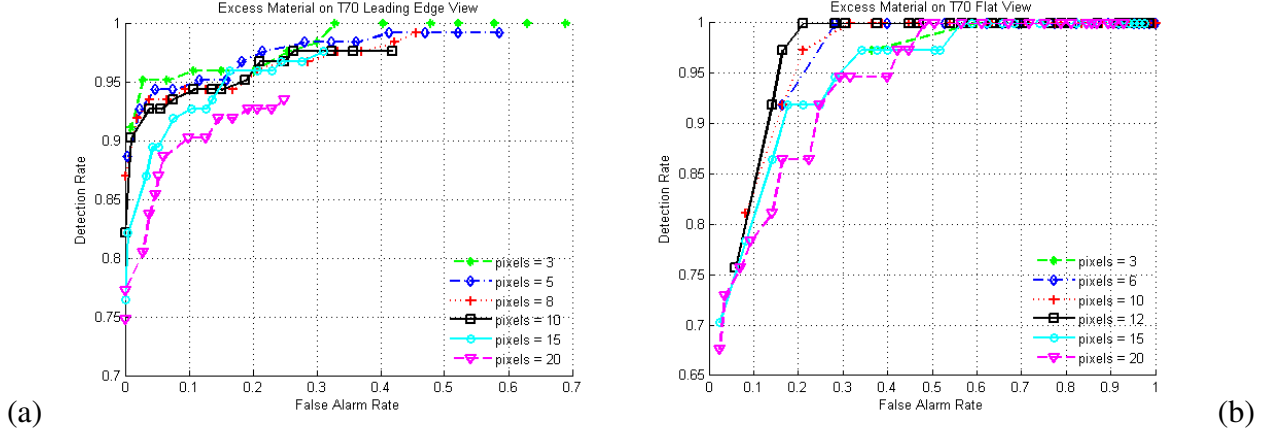 Excess Material on T70 Leading Edge View
1
0.95
0.9
0.85
0.8
0.75
0.7
Detection Rate
0 0.1 0.2 0.3 0.4 0.5 0.6 0.7
False Alarm Rate
pixels = 3
pixels = 5
pixels = 8
pixels = 10
pixels = 15
pixels = 20
(a)
Excess Material on T70 Flat View
1
0.95
0.9
0.85
0.8
0.75
0.7
0.65
Detection Rate
0 0.1 0.2 0.3 0.4 0.5 0.6 0.7 0.8 0.9 1
False Alarm Rate
pixels = 3
pixels = 6
pixels = 10
pixels = 12
pixels = 15
pixels = 20
(b)